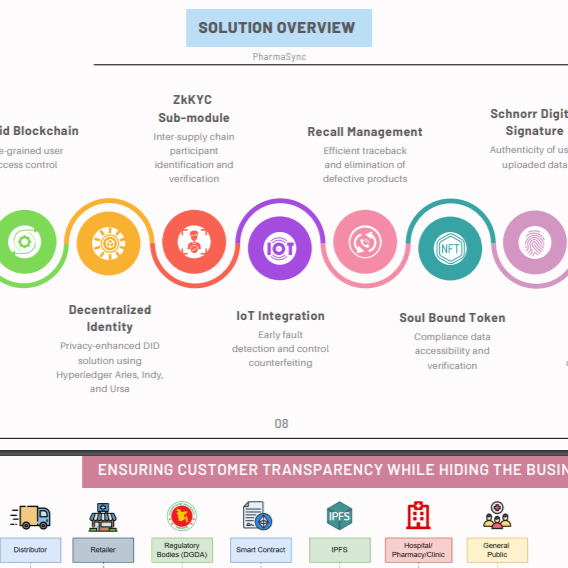 SOLUTION OVERVIEW
PharmaSync
id Blockchain
e-grained user
ccess control
ZkKYC
Sub-module
Inter-supply chain
participant
identification and
verification
Recall Management
Efficient traceback
and elimination of
defective products
Schnorr Digit
Signature
Authenticity of us
uploaded data
IOT
NFT
Decentralized
Identity
Privacy-enhanced DID
solution using
Hyperledger Aries, Indy,
and Ursa
IoT Integration
Early fault
detection and control
counterfeiting
Soul Bound Token
Compliance data
accessibility and
verification
08
ENSURING CUSTOMER TRANSPARENCY WHILE HIDING THE BUSIN
IPFS
Distributor
Retailer
Regulatory
Bodies (DGDA)
Smart Contract
IPFS
Hospital/
Pharmacy/Clinic
General
Public